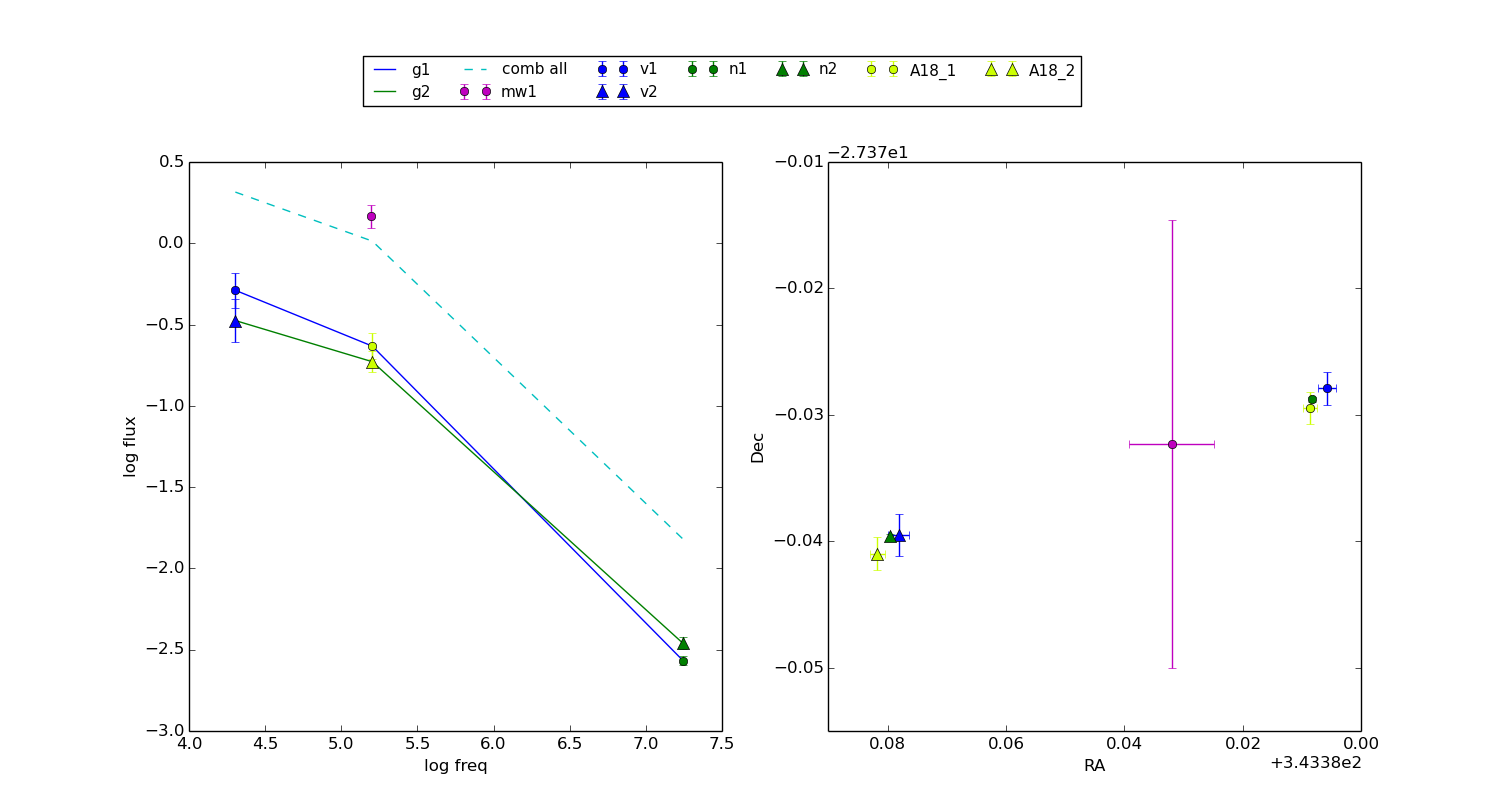 g1 comb all v1 n1 n2 A18_1 A18_2
g2 mw1 v2
0.5
0.0
−0.5
−1.0
−1.5
−2.0
−2.5
−3.0
log flux
4.0 4.5 5.0 5.5 6.0 6.5 7.0 7.5
log freq
−2.737e1
−0.01
−0.02
−0.03
−0.04
−0.05
Dec
0.08 0.06 0.04 0.02 0.00
+3.4338e2
RA